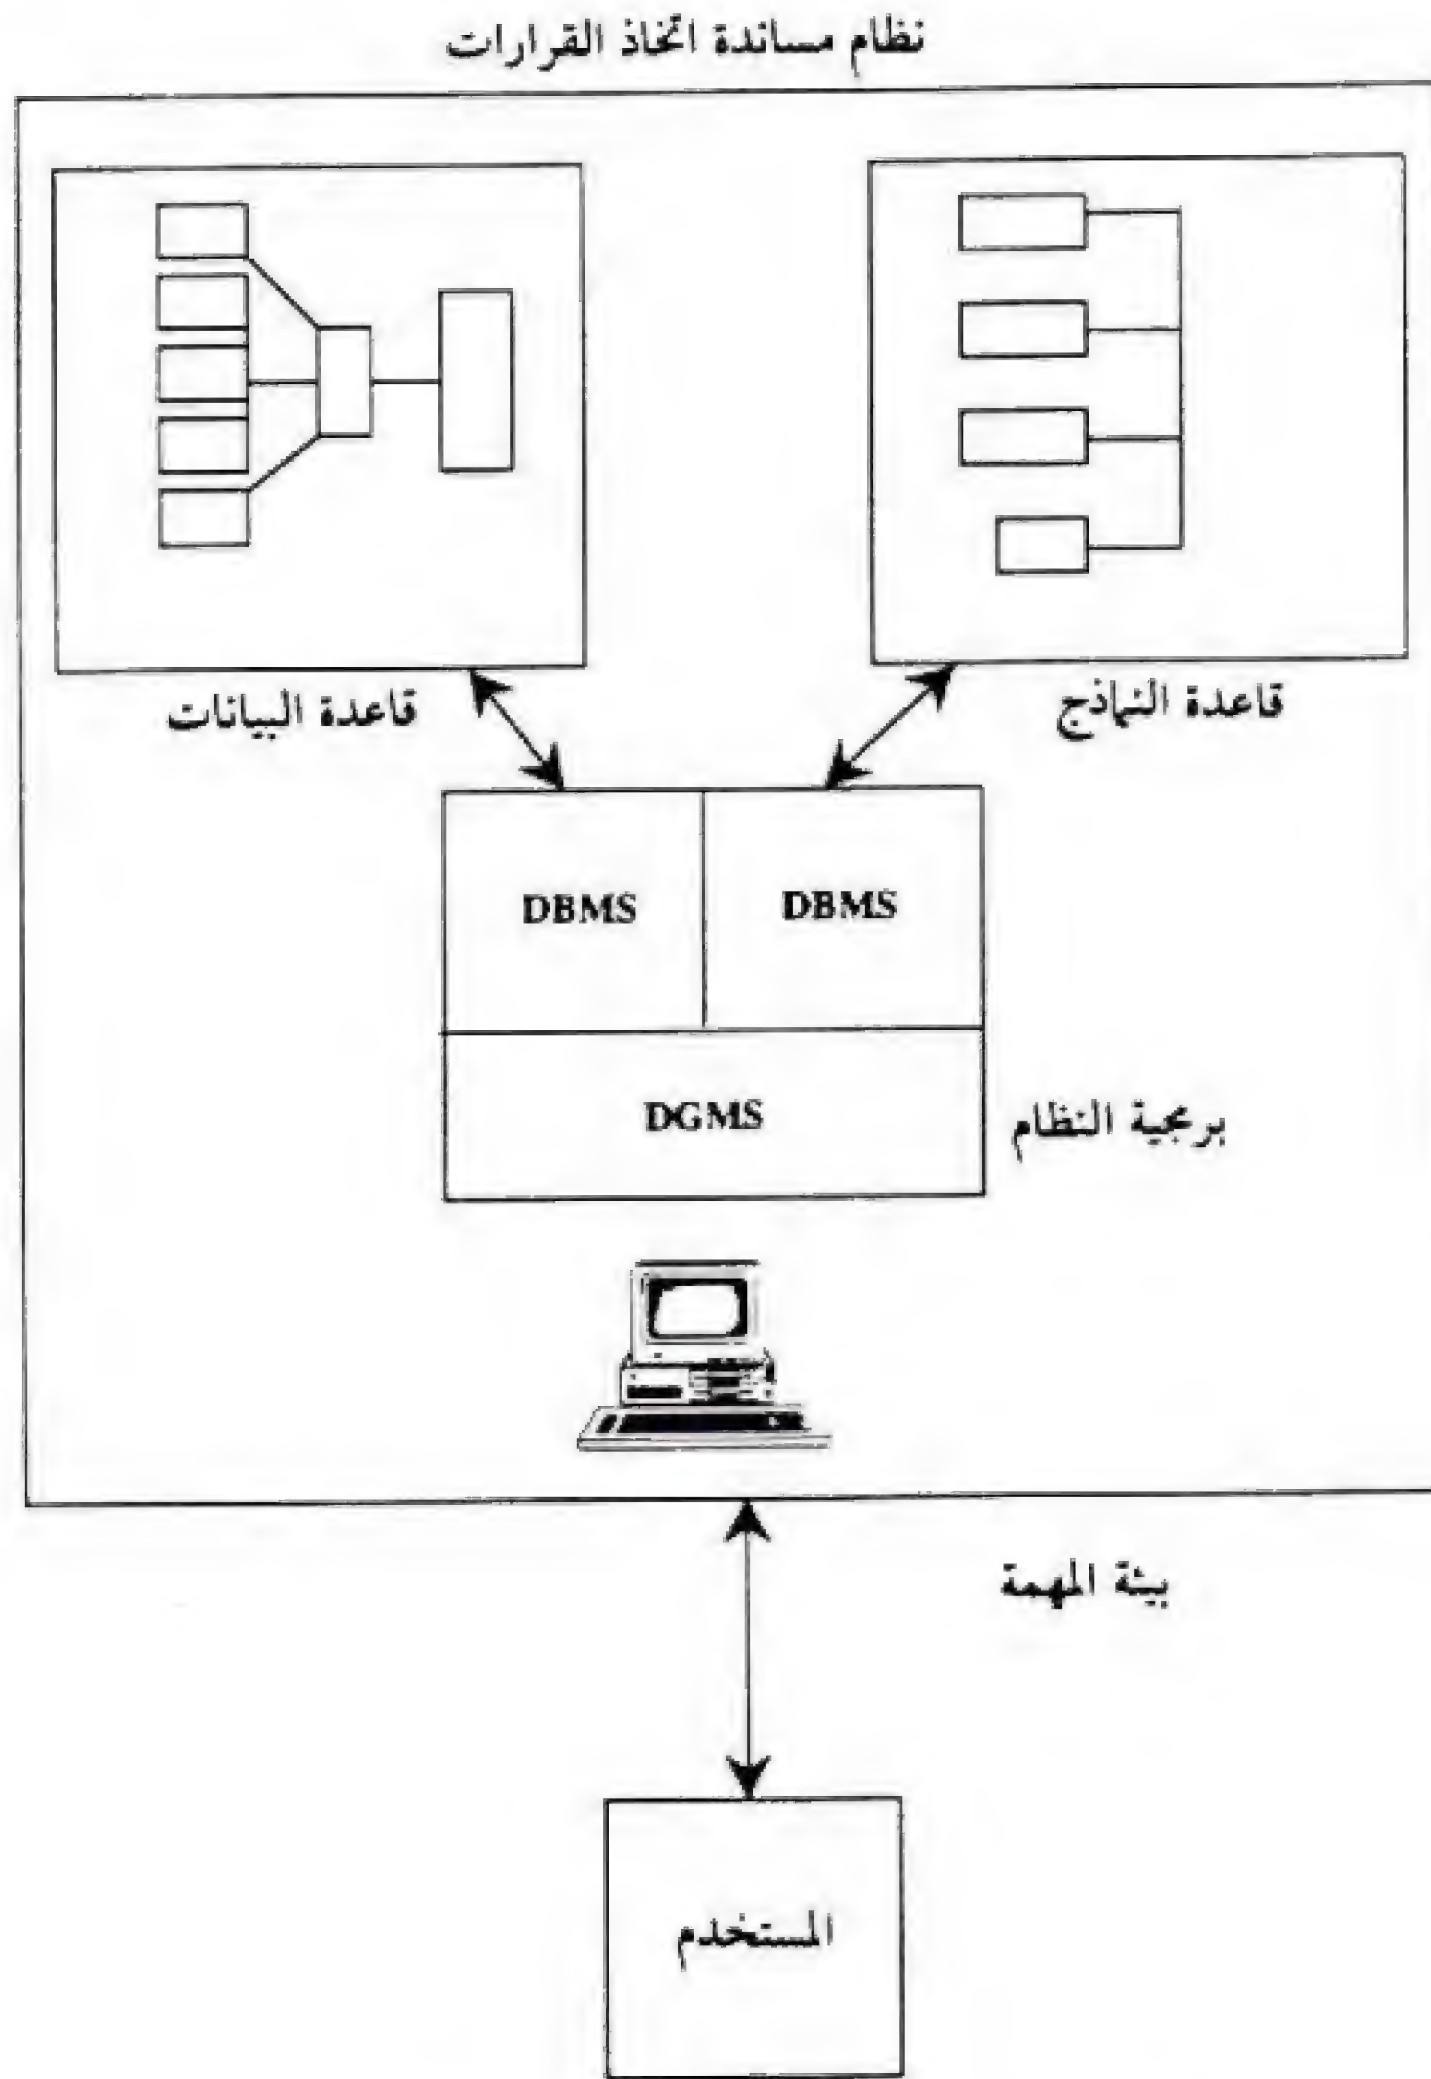 نظام مساندة اتخاذ القرارات
قاعدة النماذج
قاعدة البيانات
DBMS
DBMS
DGMS
برمجية النظام
بيئة المهمة
المستخدم